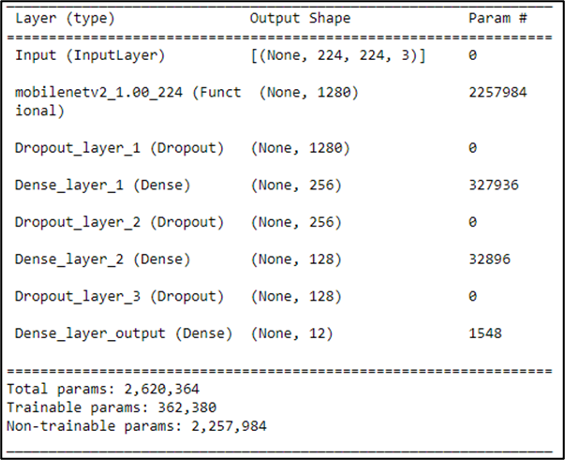 Layer (type) Output Shape Param #
Input (InputLayer) [(None, 224, 224, 3)] 0
mobilenetv2_1.00_224 (Funct (None, 1280) 2257984
ional)
Dropout_layer_1 (Dropout) (None, 1280) 0
Dense_layer_1 (Dense) (None, 256) 327936
Dropout_layer_2 (Dropout) (None, 256) 0
Dense_layer_2 (Dense) (None, 128) 32896
Dropout_layer_3 (Dropout) (None, 128) 0
Dense_layer_output (Dense) (None, 12) 1548
Total params: 2,620,364
Trainable params: 362,380
Non-trainable params: 2,257,984